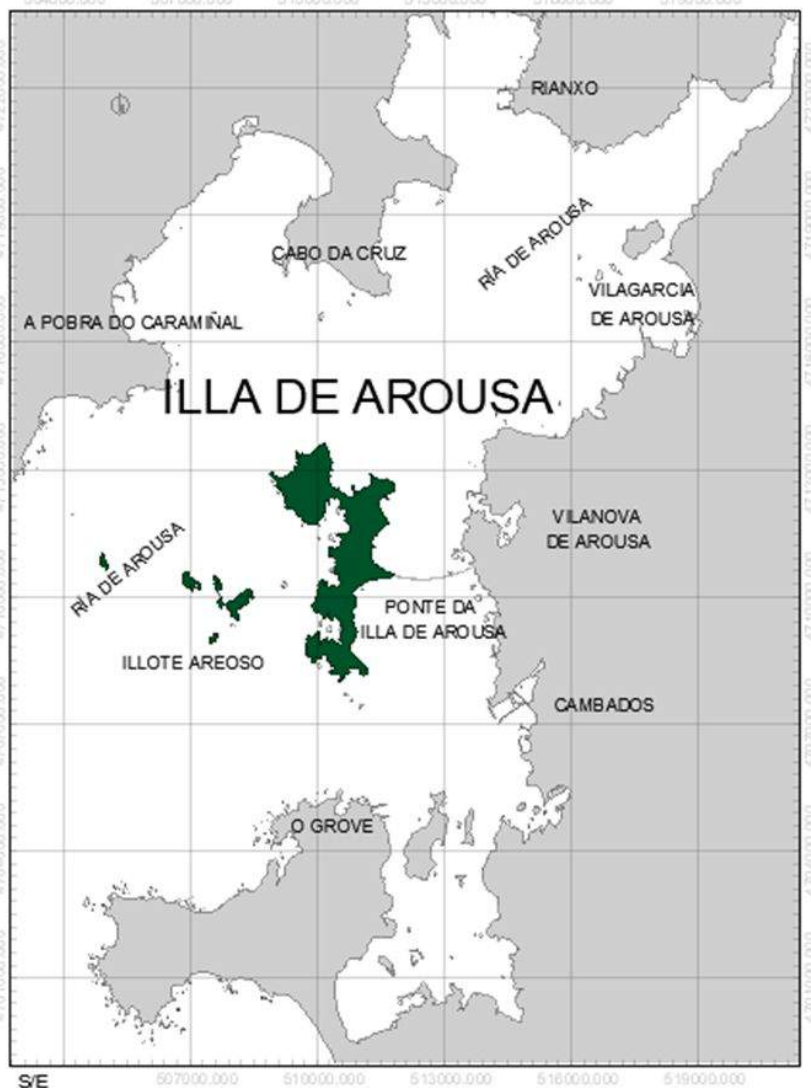 RIANXO
RÍA DE AROUSA
CABO DA CRUZ
VILAGARCIA
DE AROUSA
A POBRA DO CARAMIÑAL
ILLA DE AROUSA
VILANOVA
DE AROUSA
RÍA DE AROUSA
PONTE DA
ILLA DE AROUSA
ILLOTE AREOSO
CAMBADOS
O GROVE
S/E
507000.000 510000.000 513000.000 516000.000 519000.000